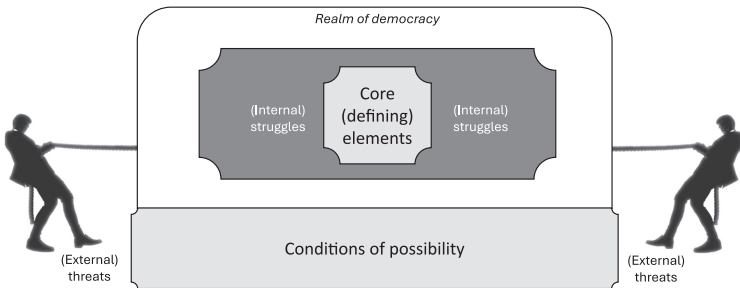 Realm of democracy
(Internal)
struggles
Core
(defining)
elements
(Internal)
struggles
Conditions of possibility
(External)
threats
(External)
threats